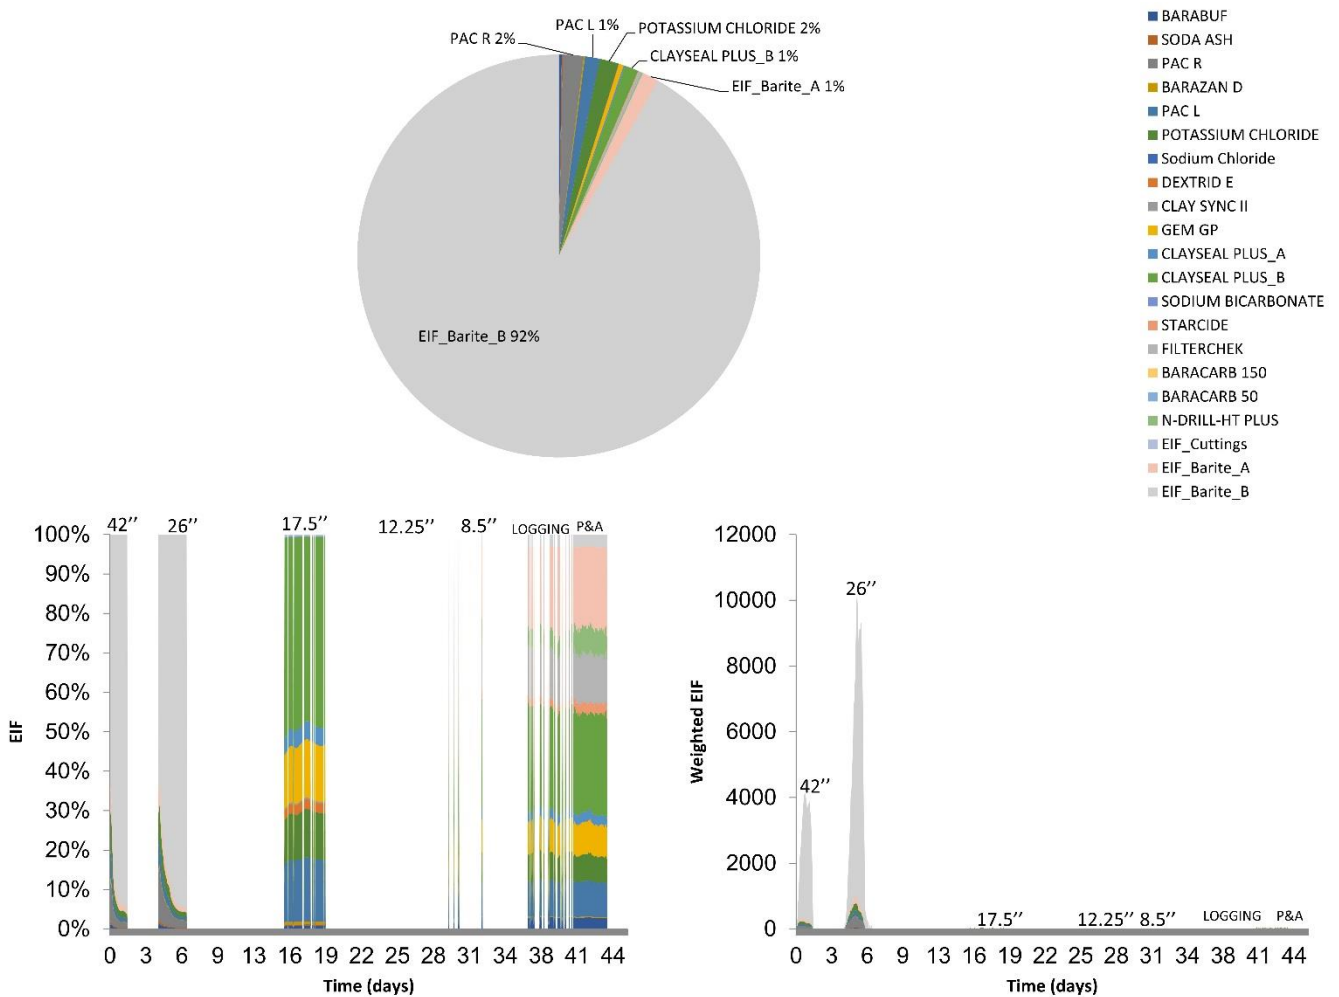 PAC R 2%
PAC L 1%
POTASSIUM CHLORIDE 2%
CLAYSEAL PLUS_B 1%
EIF_Barite_A 1%
EIF_Barite_B 92%
BARABUF
SODA ASH
PAC R
BARAZAN D
PAC L
POTASSIUM CHLORIDE
Sodium Chloride
DEXTRID E
CLAY SYNC II
GEM GP
CLAYSEAL PLUS_A
CLAYSEAL PLUS_B
SODIUM BICARBONATE
STARCIDE
FILTERCHEK
BARACARB 150
BARACARB 50
N-DRILL-HT PLUS
EIF_Cuttings
EIF_Barite_A
EIF_Barite_B
42’’ 26’’ 17.5’’ 12.25’’ 8.5’’ LOGGING P&A
100%
90%
80%
70%
60%
50%
40%
30%
20%
10%
0%
EIF
0 3 6 9 13 16 19 22 25 28 31 34 38 41 44
Time (days)
12000
10000
8000
6000
4000
2000
0
Weighted EIF
26’’
42’’
17.5’’ 12.25’’ 8.5’’ LOGGING P&A
0 3 6 9 13 16 19 22 25 28 31 34 38 41 44
Time (days)